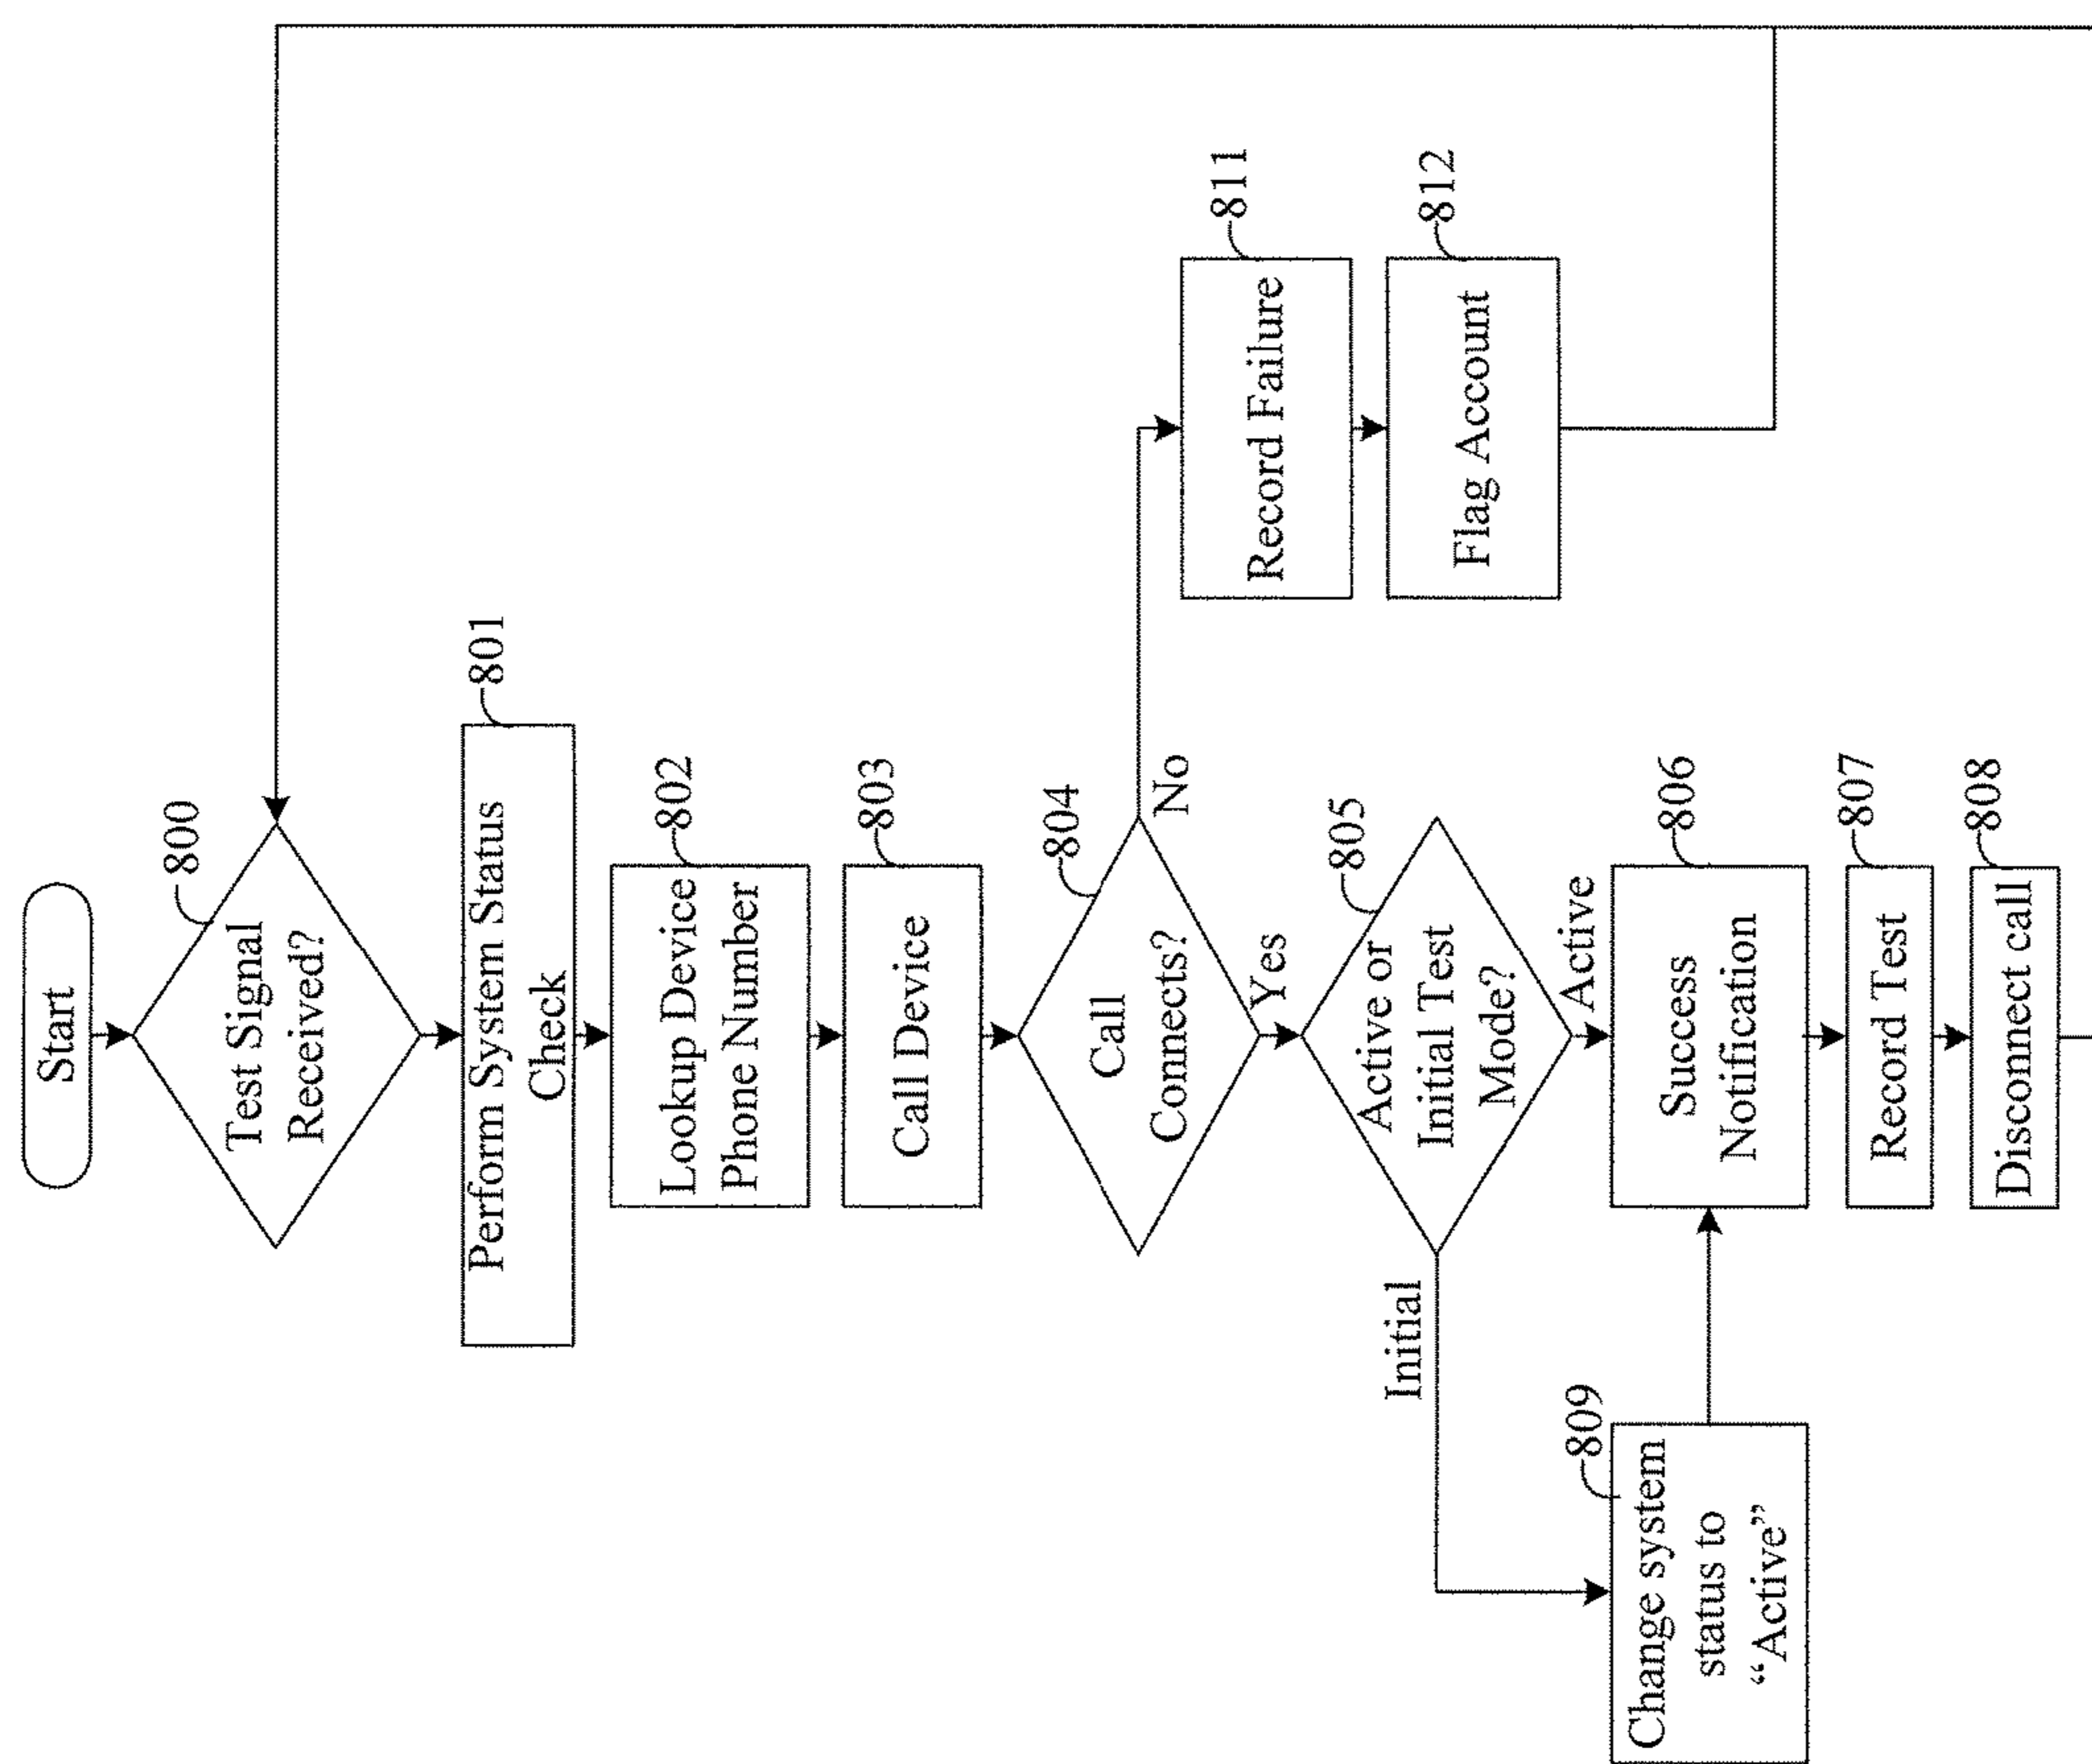 Start
800
Test Signal
Received?
801
Perform System Status
Check
802
Lookup Device
Phone Number
803
Call Device
804
Call
Connects?
No
Yes
811
Record Failure
812
Flag Account
805
Active or
Initial Test
Mode?
Initial
Active
809
Change system
status to
“Active”
806
Success
Notification
807
Record Test
808
Disconnect call